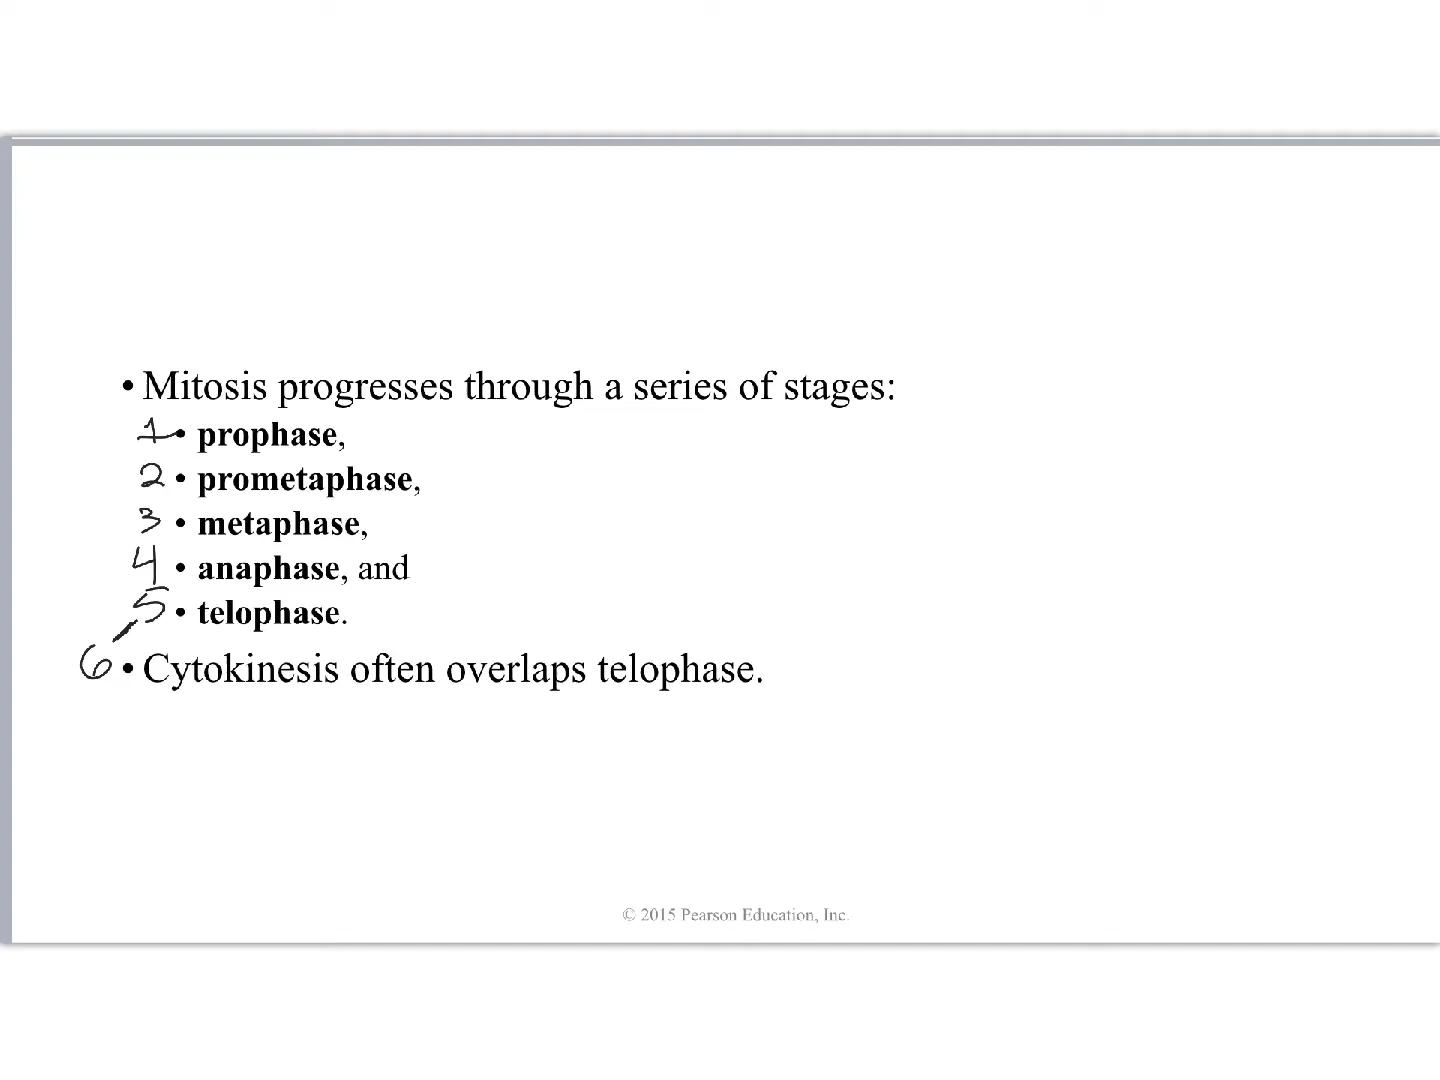 • Mitosis progresses through a series of stages:
1 • prophase,
2 • prometaphase,
3 • metaphase,
4 • anaphase, and
5 • telophase.
6 • Cytokinesis often overlaps telophase.
© 2015 Pearson Education, Inc.